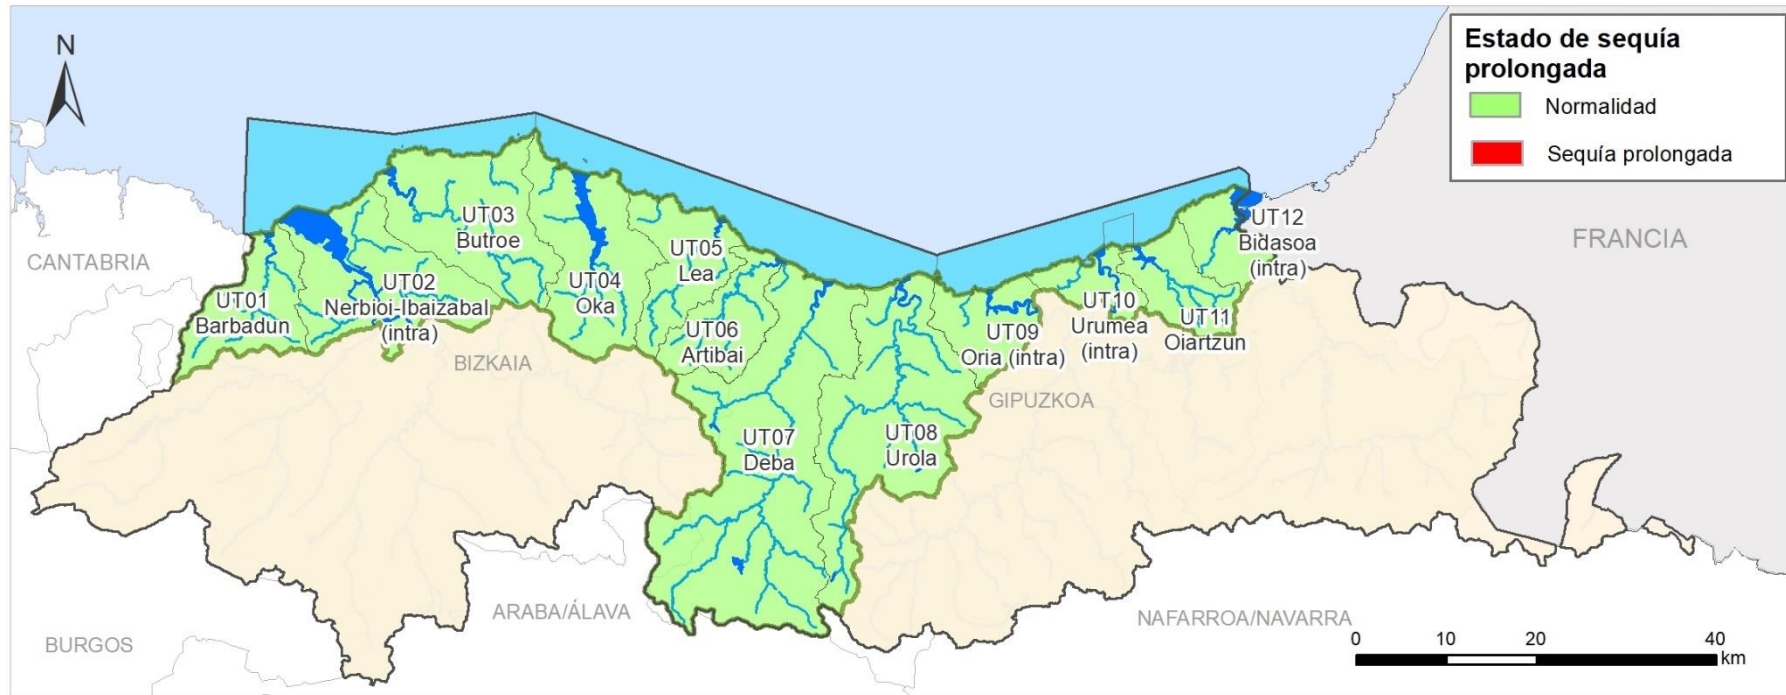 N
Estado de sequía
prolongada
Normalidad
Sequía prolongada
UT01
Barbadun
UT02
Nerbioi-Ibaizabal
(intra)
UT03
Butroe
UT04
Oka
UT05
Lea
UT06
Artibai
UT07
Deba
UT08
Urola
UT09
Oria (intra)
UT10
Urumea
(intra)
UT11
Oiartzun
UT12
Bidasoa
(intra)
CANTABRIA
BIZKAIA
GIPUZKOA
FRANCIA
BURGOS
ARABA/ÁLAVA
NAFARROA/NAVARRA
0 10 20 40
km